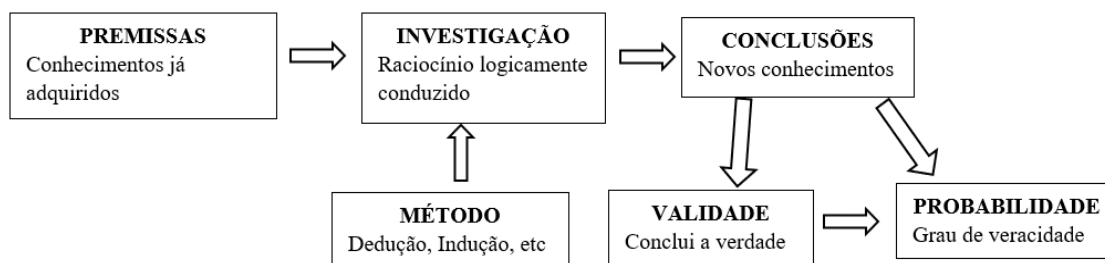 PREMISSAS
Conhecimentos já
adquiridos
INVESTIGAÇÃO
Raciocínio logicamente
conduzido
CONCLUSÕES
Novos conhecimentos
MÉTODO
Dedução, Indução, etc
VALIDADE
Conclui a verdade
PROBABILIDADE
Grau de veracidade